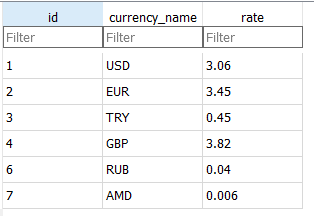 id currency_name rate
Filter Filter Filter
1 USD 3.06
2 EUR 3.45
3 TRY 0.45
4 GBP 3.82
6 RUB 0.04
7 AMD 0.006